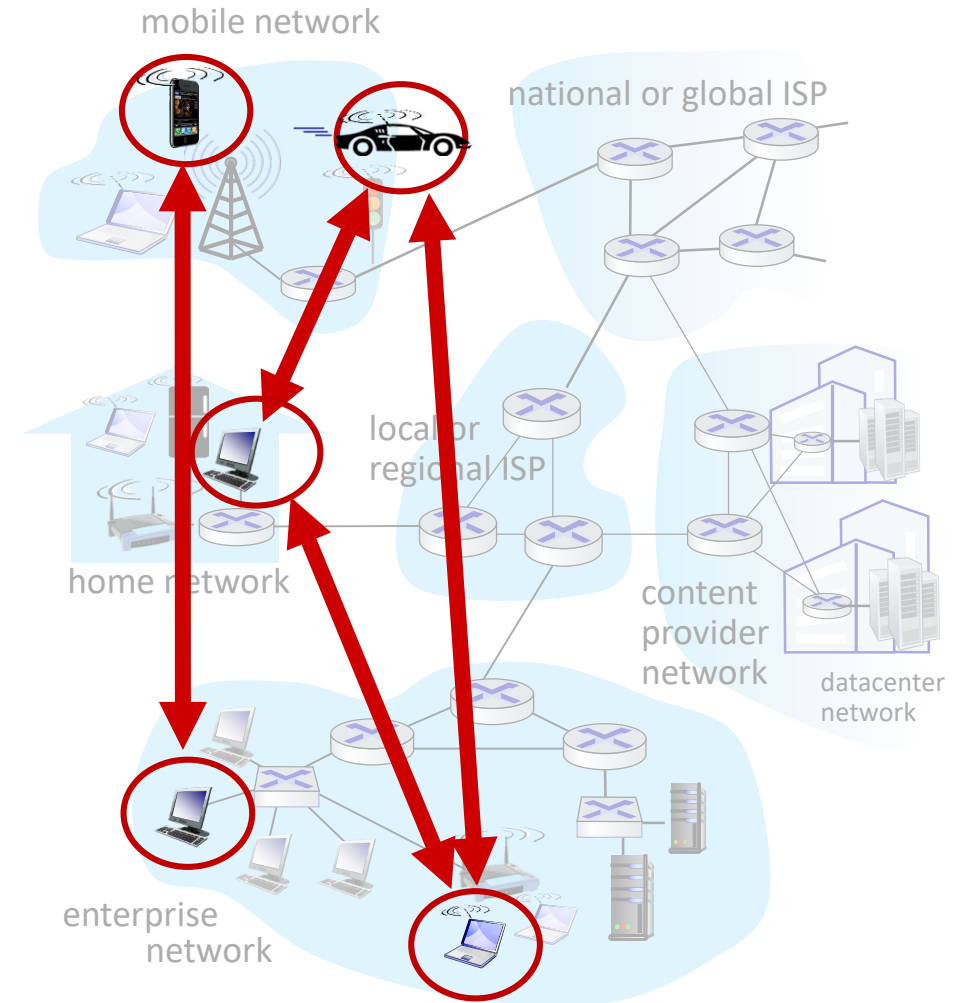 mobile network
national or global ISP
local or
regional ISP
home network
content
provider
network
datacenter
network
enterprise
network